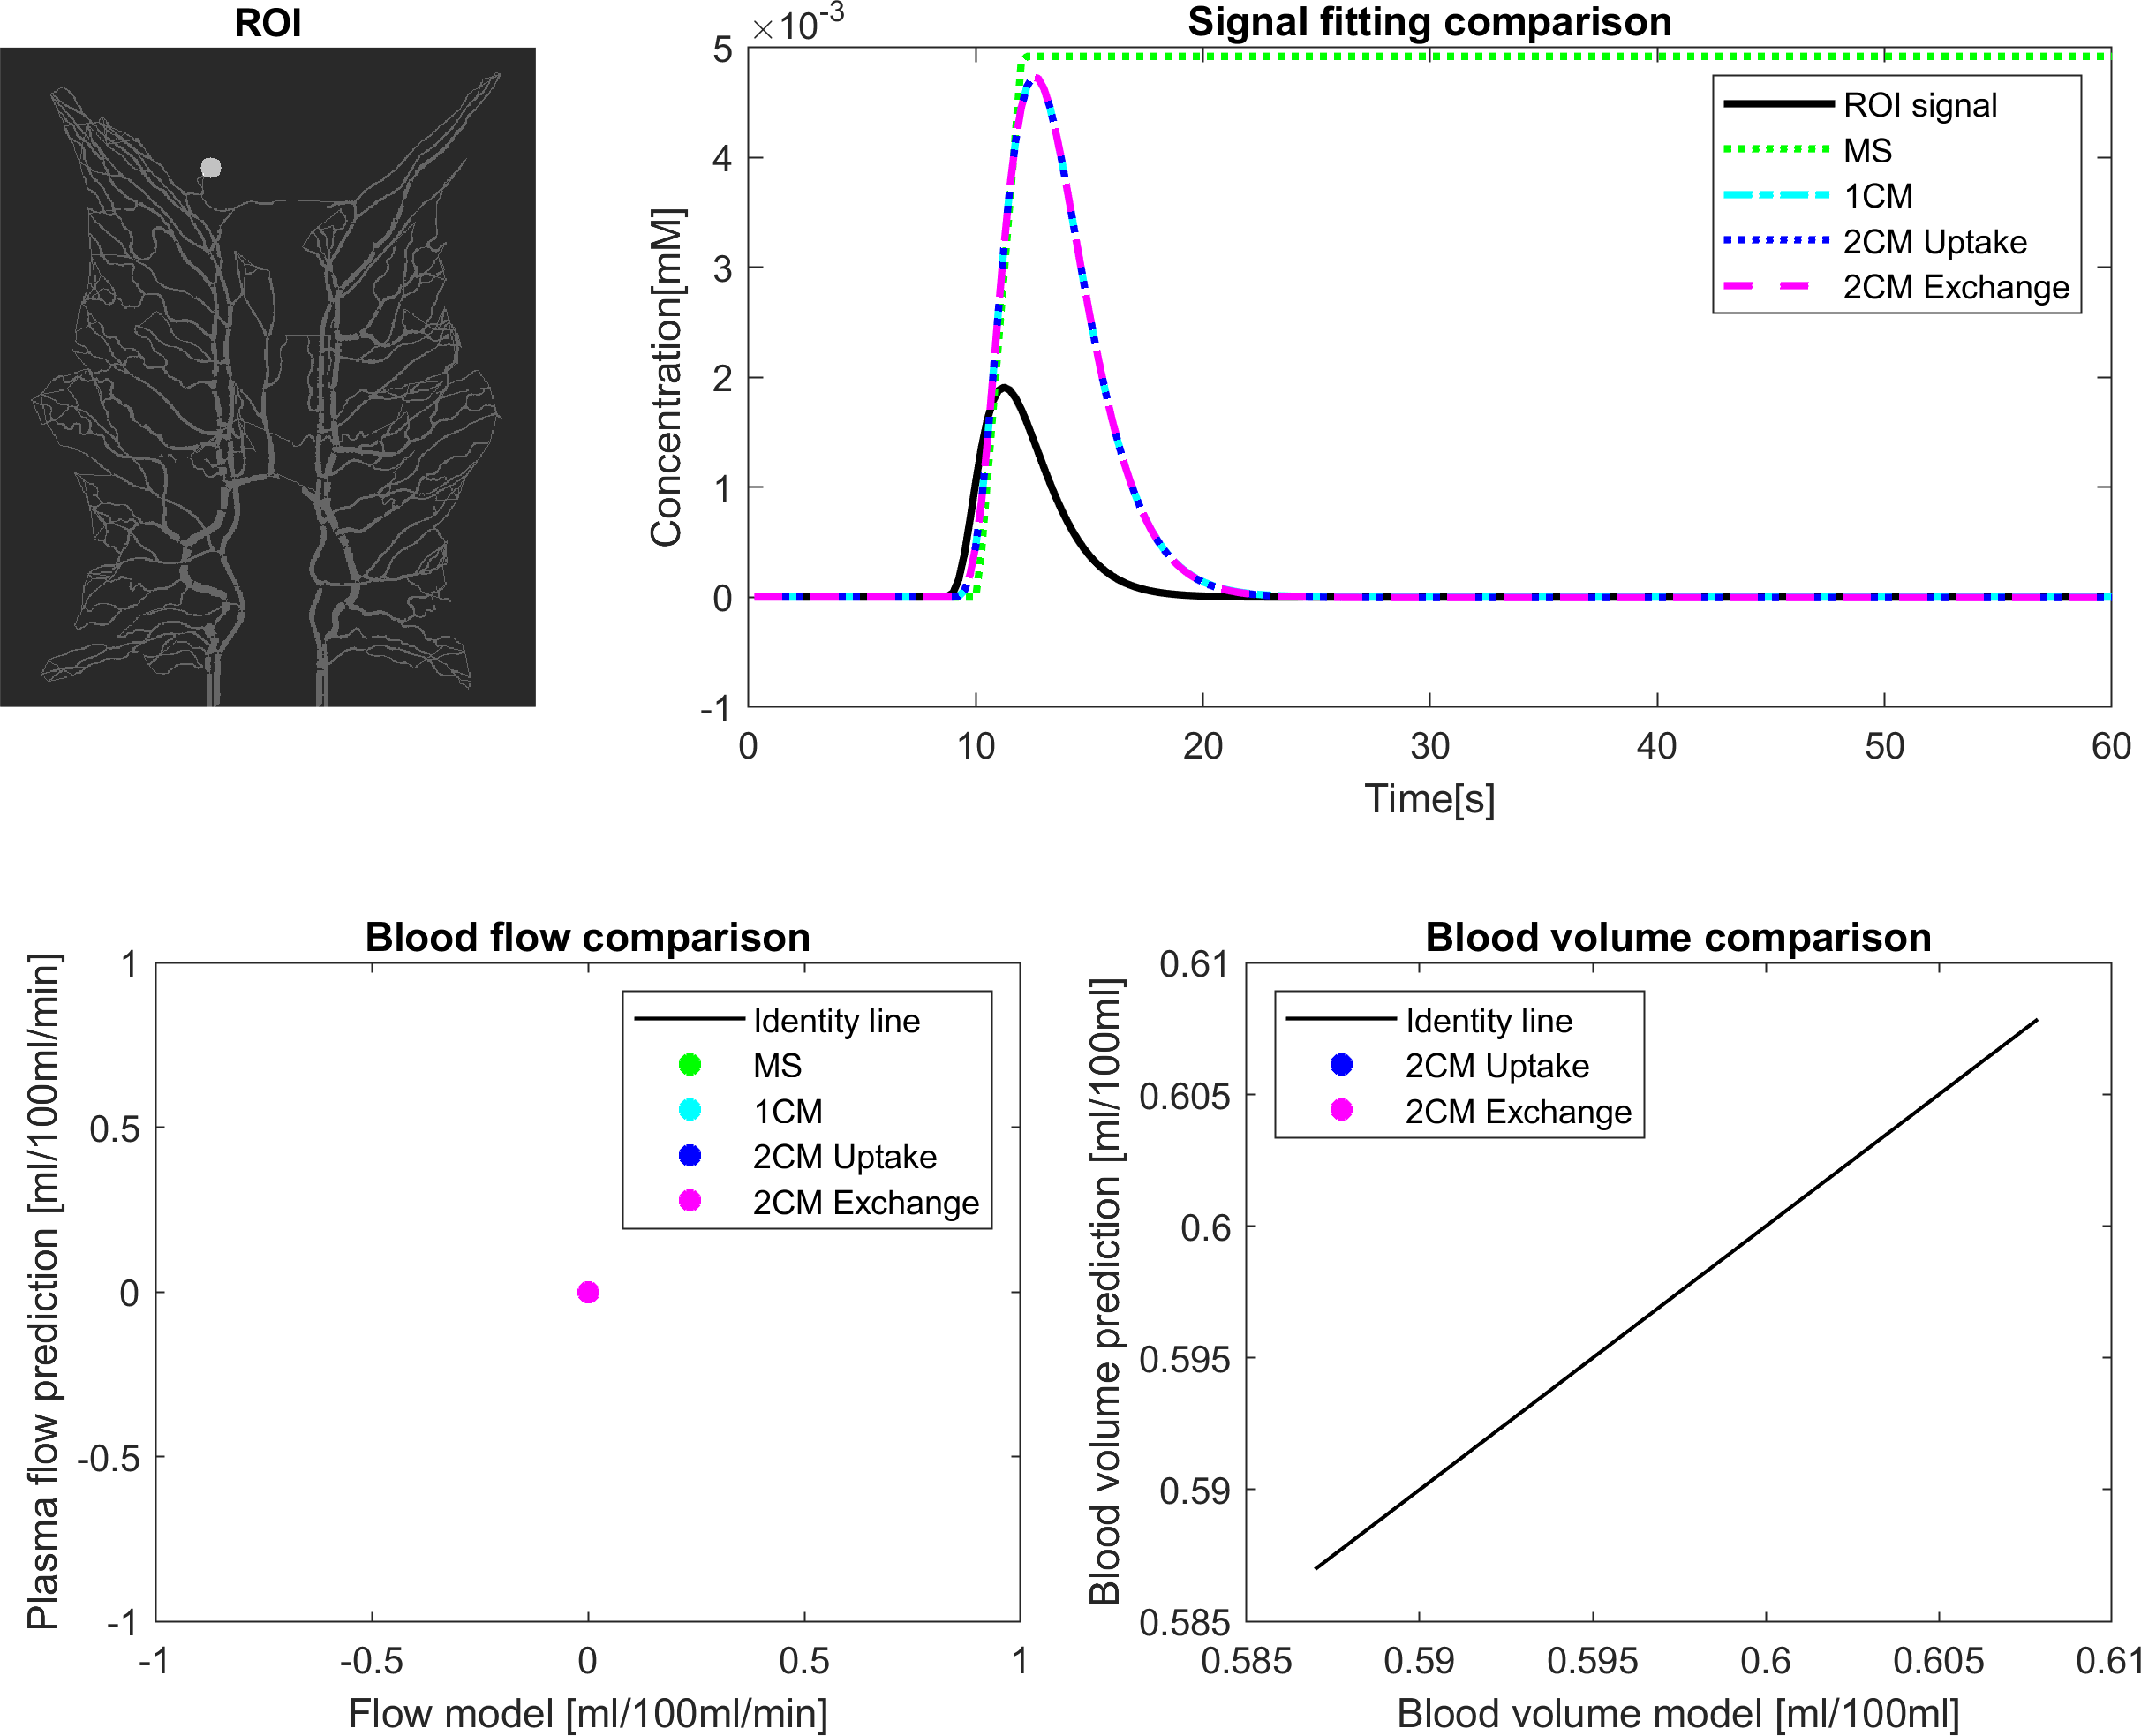 ROI
Signal fitting comparison
×10-3
5
4
3
2
1
0
-1
Concentration[mM]
0 10 20 30 40 50 60
Time[s]
ROI signal
MS
1CM
2CM Uptake
2CM Exchange
Blood flow comparison
1
0.5
0
-0.5
-1
Plasma flow prediction [ml/100ml/min]
-1 -0.5 0 0.5 1
Flow model [ml/100ml/min]
Identity line
MS
1CM
2CM Uptake
2CM Exchange
Blood volume comparison
0.61
0.605
0.6
0.595
0.59
0.585
Blood volume prediction [ml/100ml]
0.585 0.59 0.595 0.6 0.605 0.61
Blood volume model [ml/100ml]
Identity line
2CM Uptake
2CM Exchange